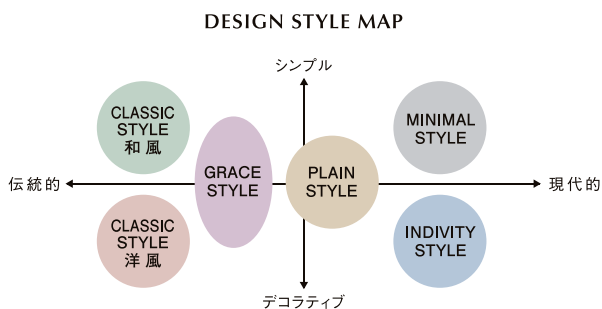 DESIGN STYLE MAP
シンプル
CLASSIC
STYLE
和風
MINIMAL
STYLE
GRACE
STYLE
PLAIN
STYLE
伝統的
現代的
CLASSIC
STYLE
洋風
INDIVITY
STYLE
デコラティブ